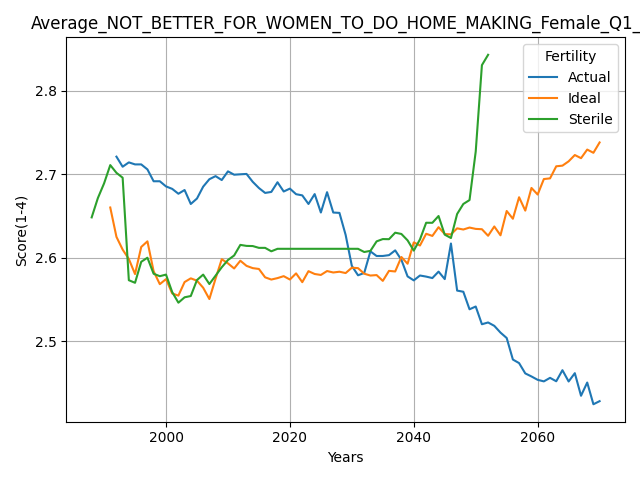 Average_NOT_BETTER_FOR_WOMEN_TO_DO_HOME_MAKING_Female_Q1_
Fertility
Actual
Ideal
Sterile
Score(1-4)
2.8
2.7
2.6
2.5
2000 2020 2040 2060
Years